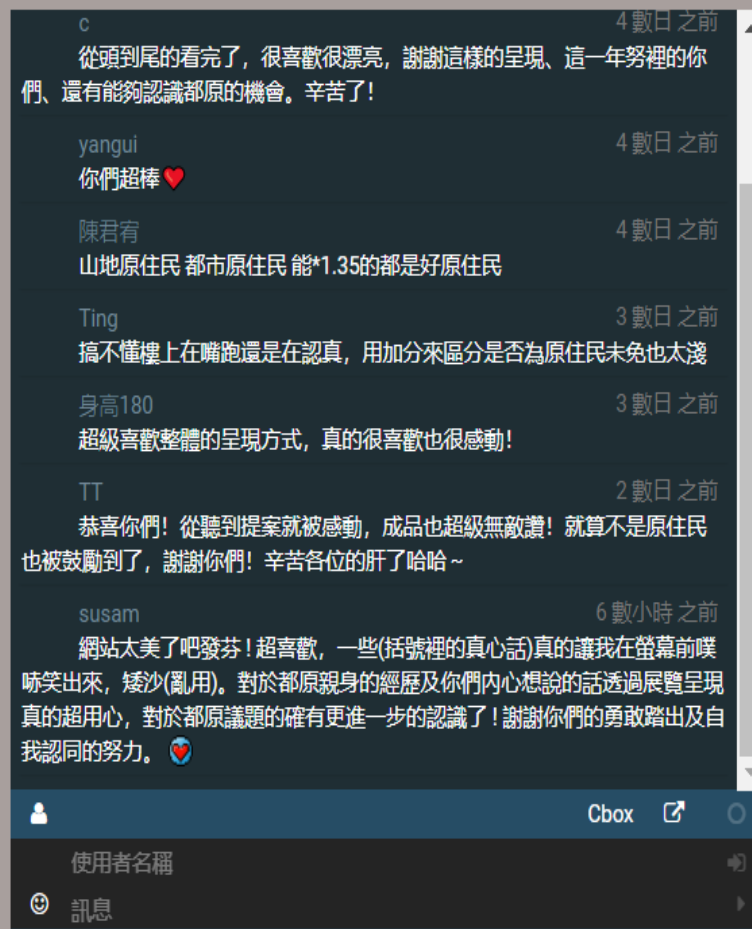 c 4 數日 之前
從頭到尾的看完了，很喜歡很漂亮，謝謝這樣的呈現、這一年努裡的你
們、還有能夠認識都原的機會。辛苦了！
yangui 4 數日 之前
你們超棒❤
陳君宥 4 數日 之前
山地原住民 都市原住民 能*1.35的都是好原住民
Ting 3 數日 之前
搞不懂樓上在嘴跑還是在認真，用加分來區分是否為原住民未免也太淺
身高180 3 數日 之前
超級喜歡整體的呈現方式，真的很喜歡也很感動！
TT 2 數日 之前
恭喜你們！從聽到提案就被感動，成品也超級無敵讚！就算不是原住民
也被鼓勵到了，謝謝你們！辛苦各位的肝了哈哈～
susam 6 數小時 之前
網站太美了吧發芬！超喜歡，一些(括號裡的真心話)真的讓我在螢幕前噗
哧笑出來，矮沙(亂用)。對於都原親身的經歷及你們內心想說的話透過展覽呈現
真的超用心，對於都原議題的確有更進一步的認識了！謝謝你們的勇敢踏出及自
我認同的努力。
Cbox
使用者名稱
訊息